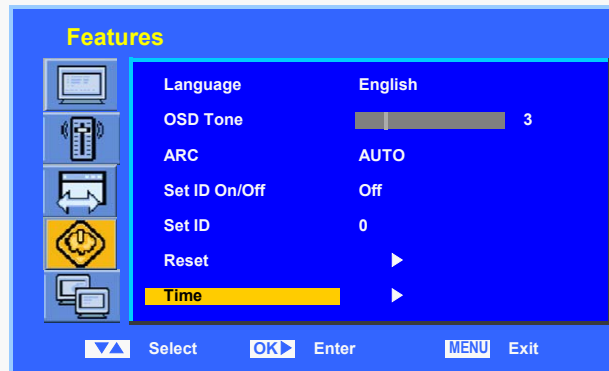 Features
Language English
OSD Tone 3
ARC AUTO
Set ID On/Off Off
Set ID 0
Reset
Time
Select OK Enter MENU Exit